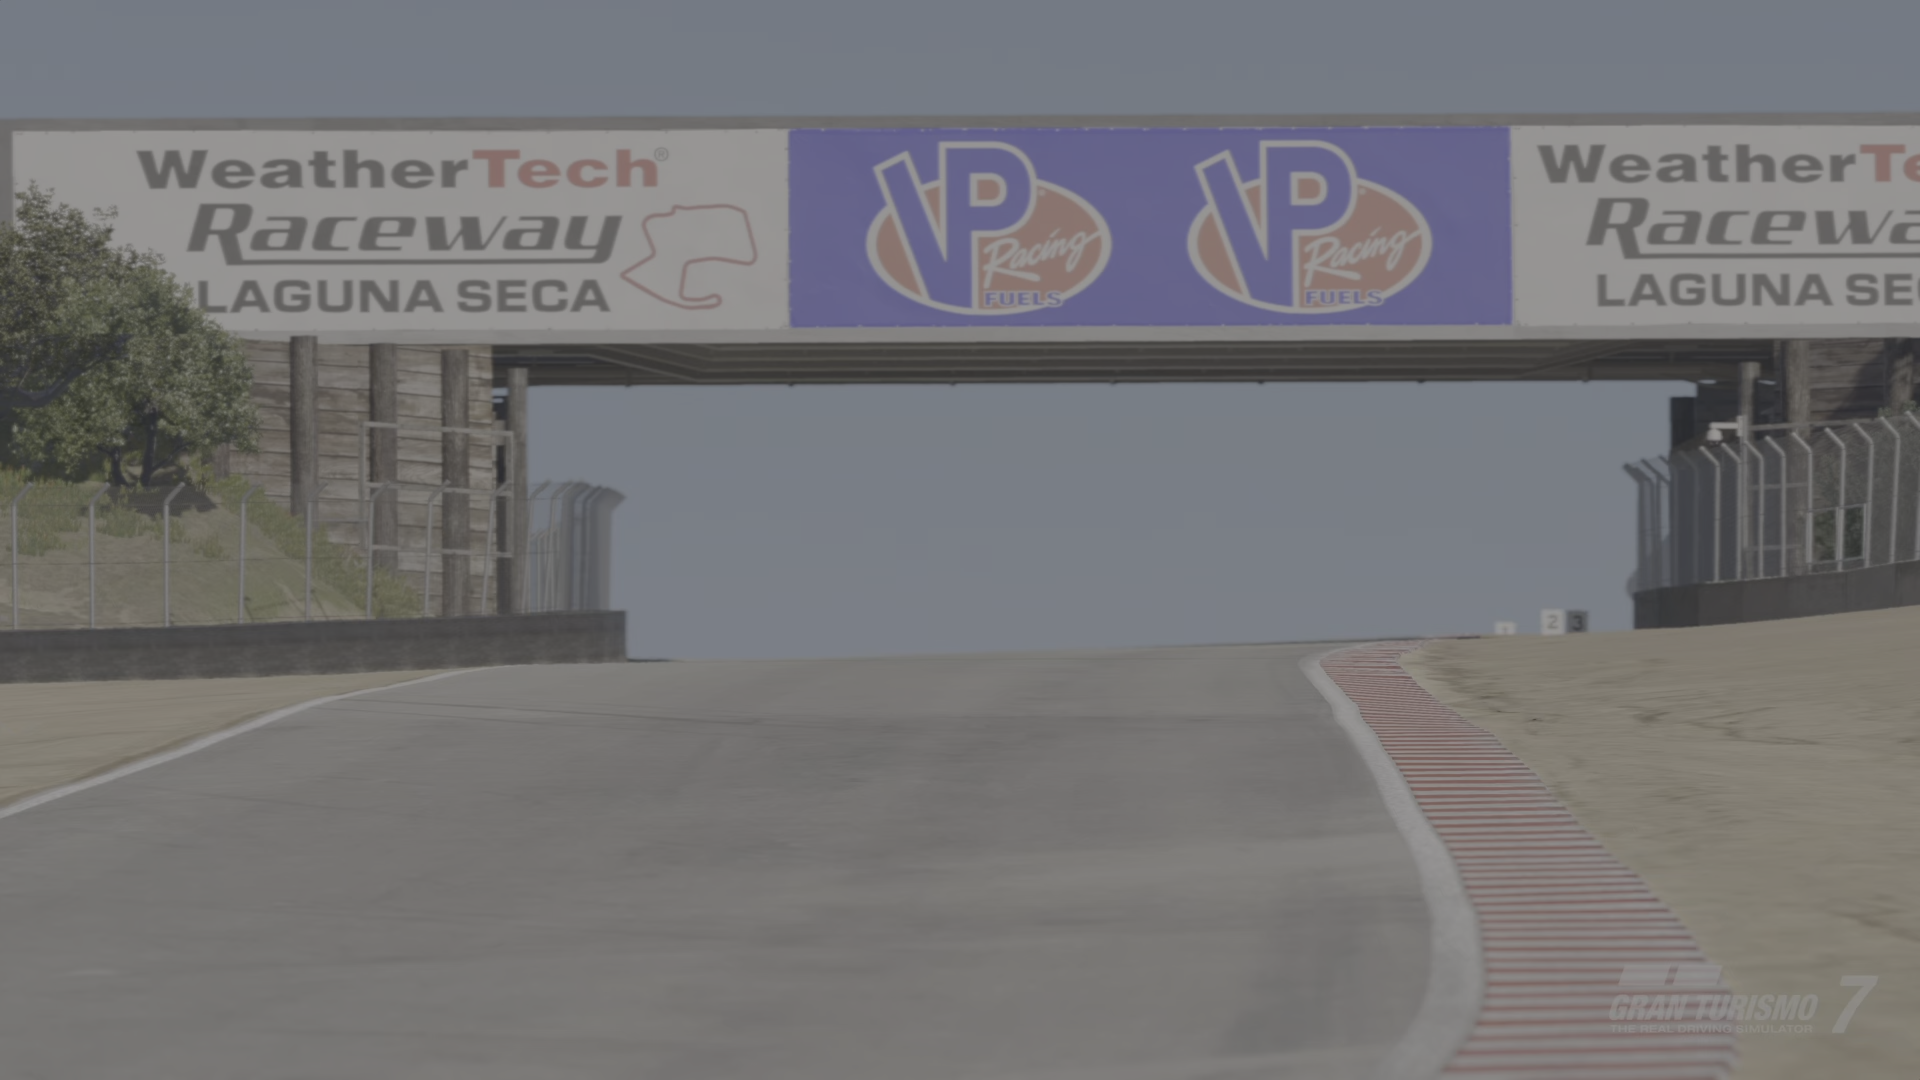 WeatherTech®
Raceway
LAGUNA SECA
VP
Racing
FUELS
VP
Racing
FUELS
WeatherTe
Racewa
LAGUNA SE
1
2
3
GRAN TURISMO 7
THE REAL DRIVING SIMULATOR